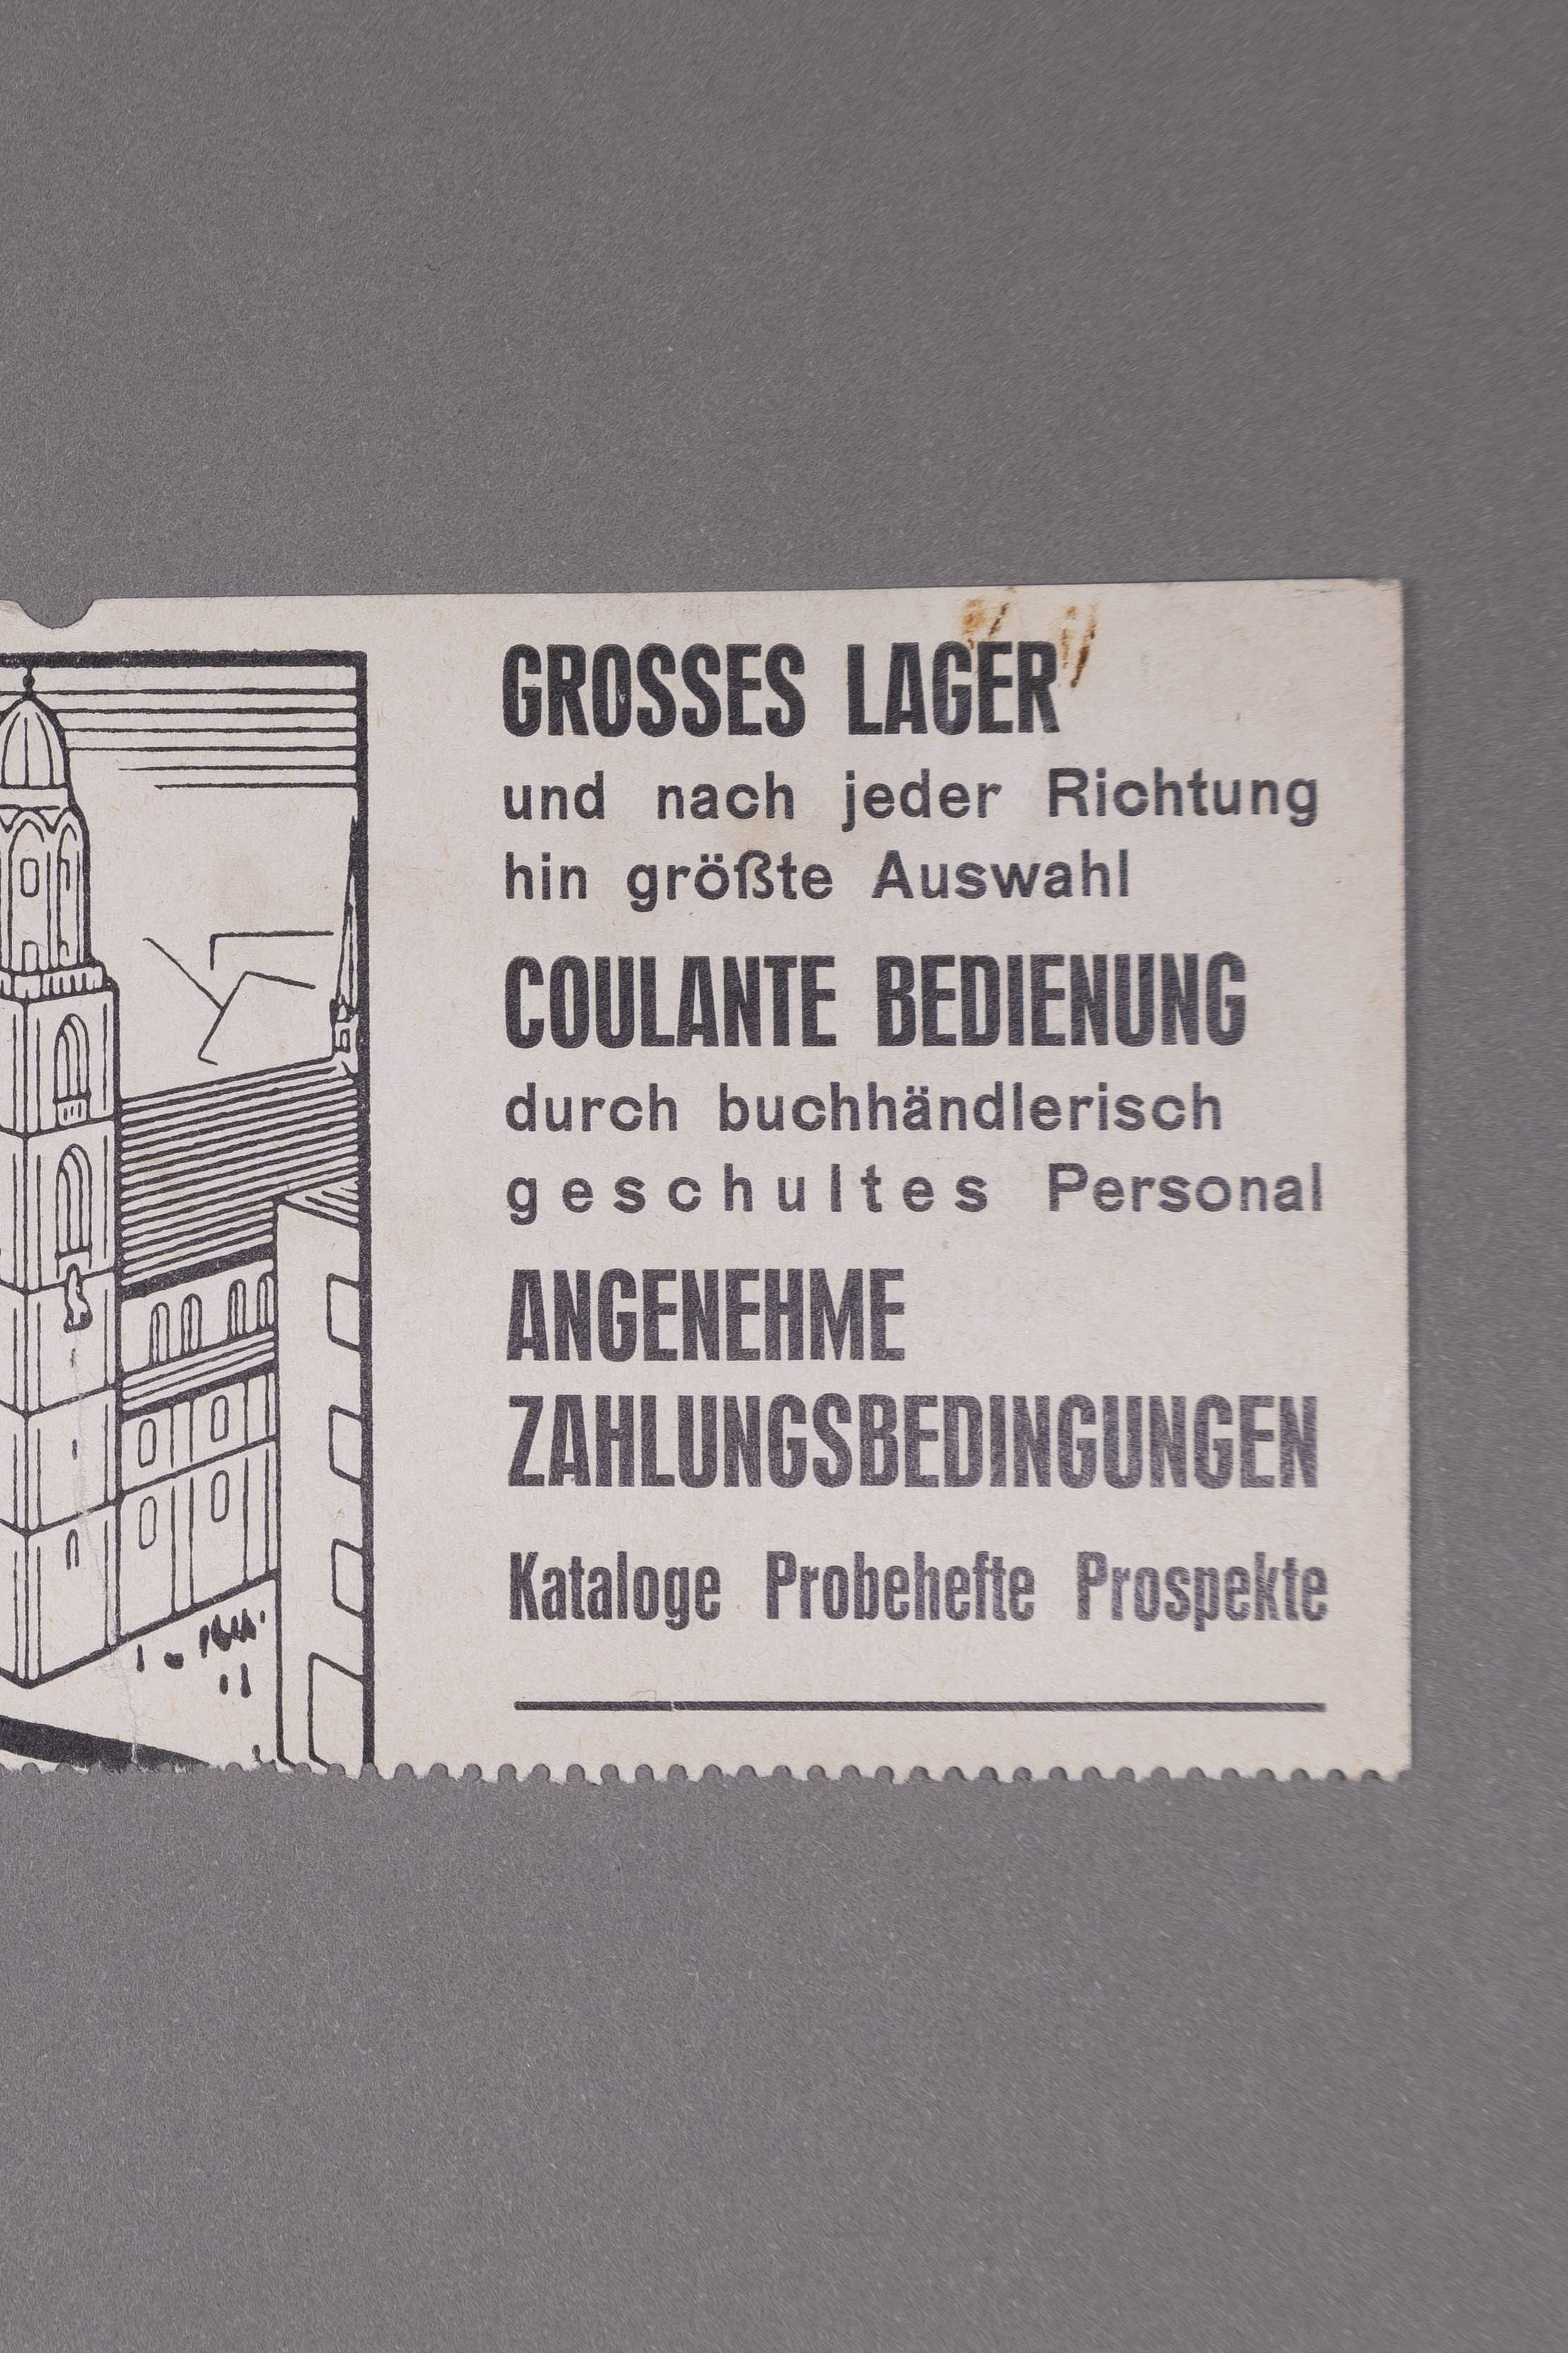 GROSSES LAGER
und nach jeder Richtung
hin größte Auswahl
COULANTE BEDIENUNG
durch buchhändlerisch
geschultes Personal
ANGENEHME
ZAHLUNGSBEDINGUNGEN
Kataloge Probehefte Prospekte